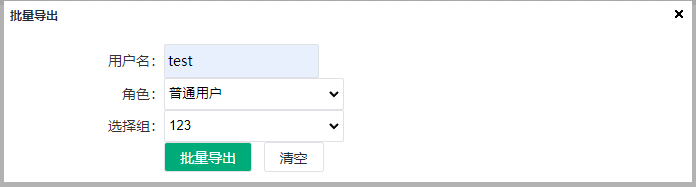 批量导出
用户名： test
角色： 普通用户
选择组： 123
批量导出 清空